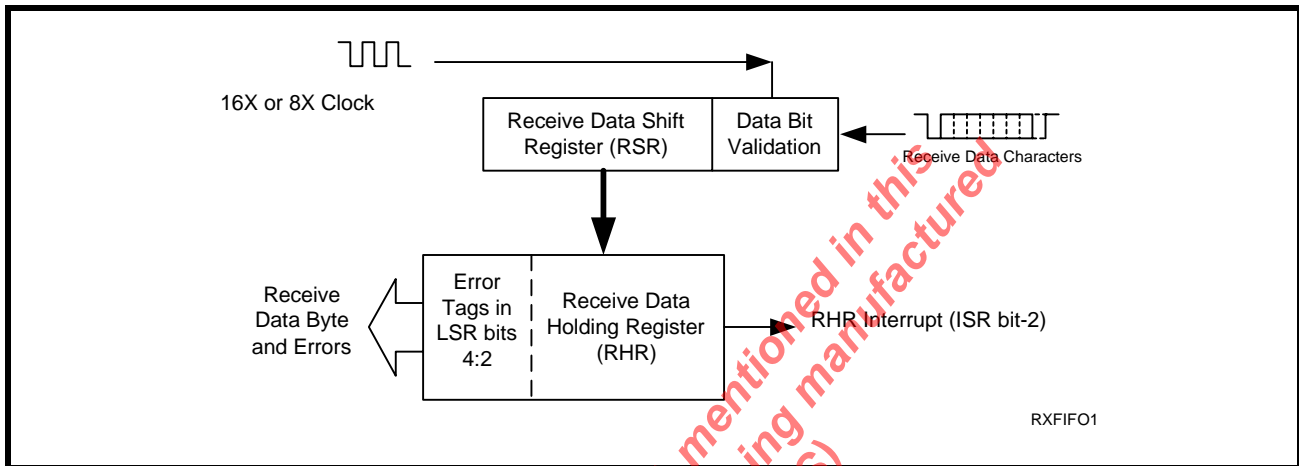 16X or 8X Clock
Receive Data Shift
Register (RSR)
Data Bit
Validation
Receive Data Characters
Receive
Data Byte
and Errors
Error
Tags in
LSR bits
4:2
Receive Data
Holding Register
(RHR)
RHR Interrupt (ISR bit-2)
RXFIFO1
mentioned in this
manufactured